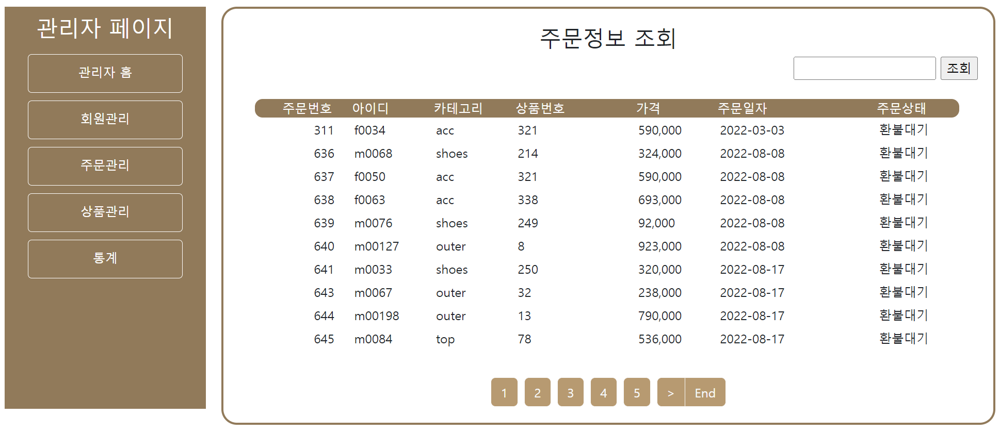 관리자 페이지
관리자 홈
회원관리
주문관리
상품관리
통계
주문정보 조회
조회
주문번호 아이디 카테고리 상품번호 가격 주문일자 주문상태
311 f0034 acc 321 590,000 2022-03-03 환불대기
636 m0068 shoes 214 324,000 2022-08-08 환불대기
637 f0050 acc 321 590,000 2022-08-08 환불대기
638 f0063 acc 338 693,000 2022-08-08 환불대기
639 m0076 shoes 249 92,000 2022-08-08 환불대기
640 m00127 outer 8 923,000 2022-08-08 환불대기
641 m0033 shoes 250 320,000 2022-08-17 환불대기
643 m0067 outer 32 238,000 2022-08-17 환불대기
644 m00198 outer 13 790,000 2022-08-17 환불대기
645 m0084 top 78 536,000 2022-08-17 환불대기
1 2 3 4 5 > End